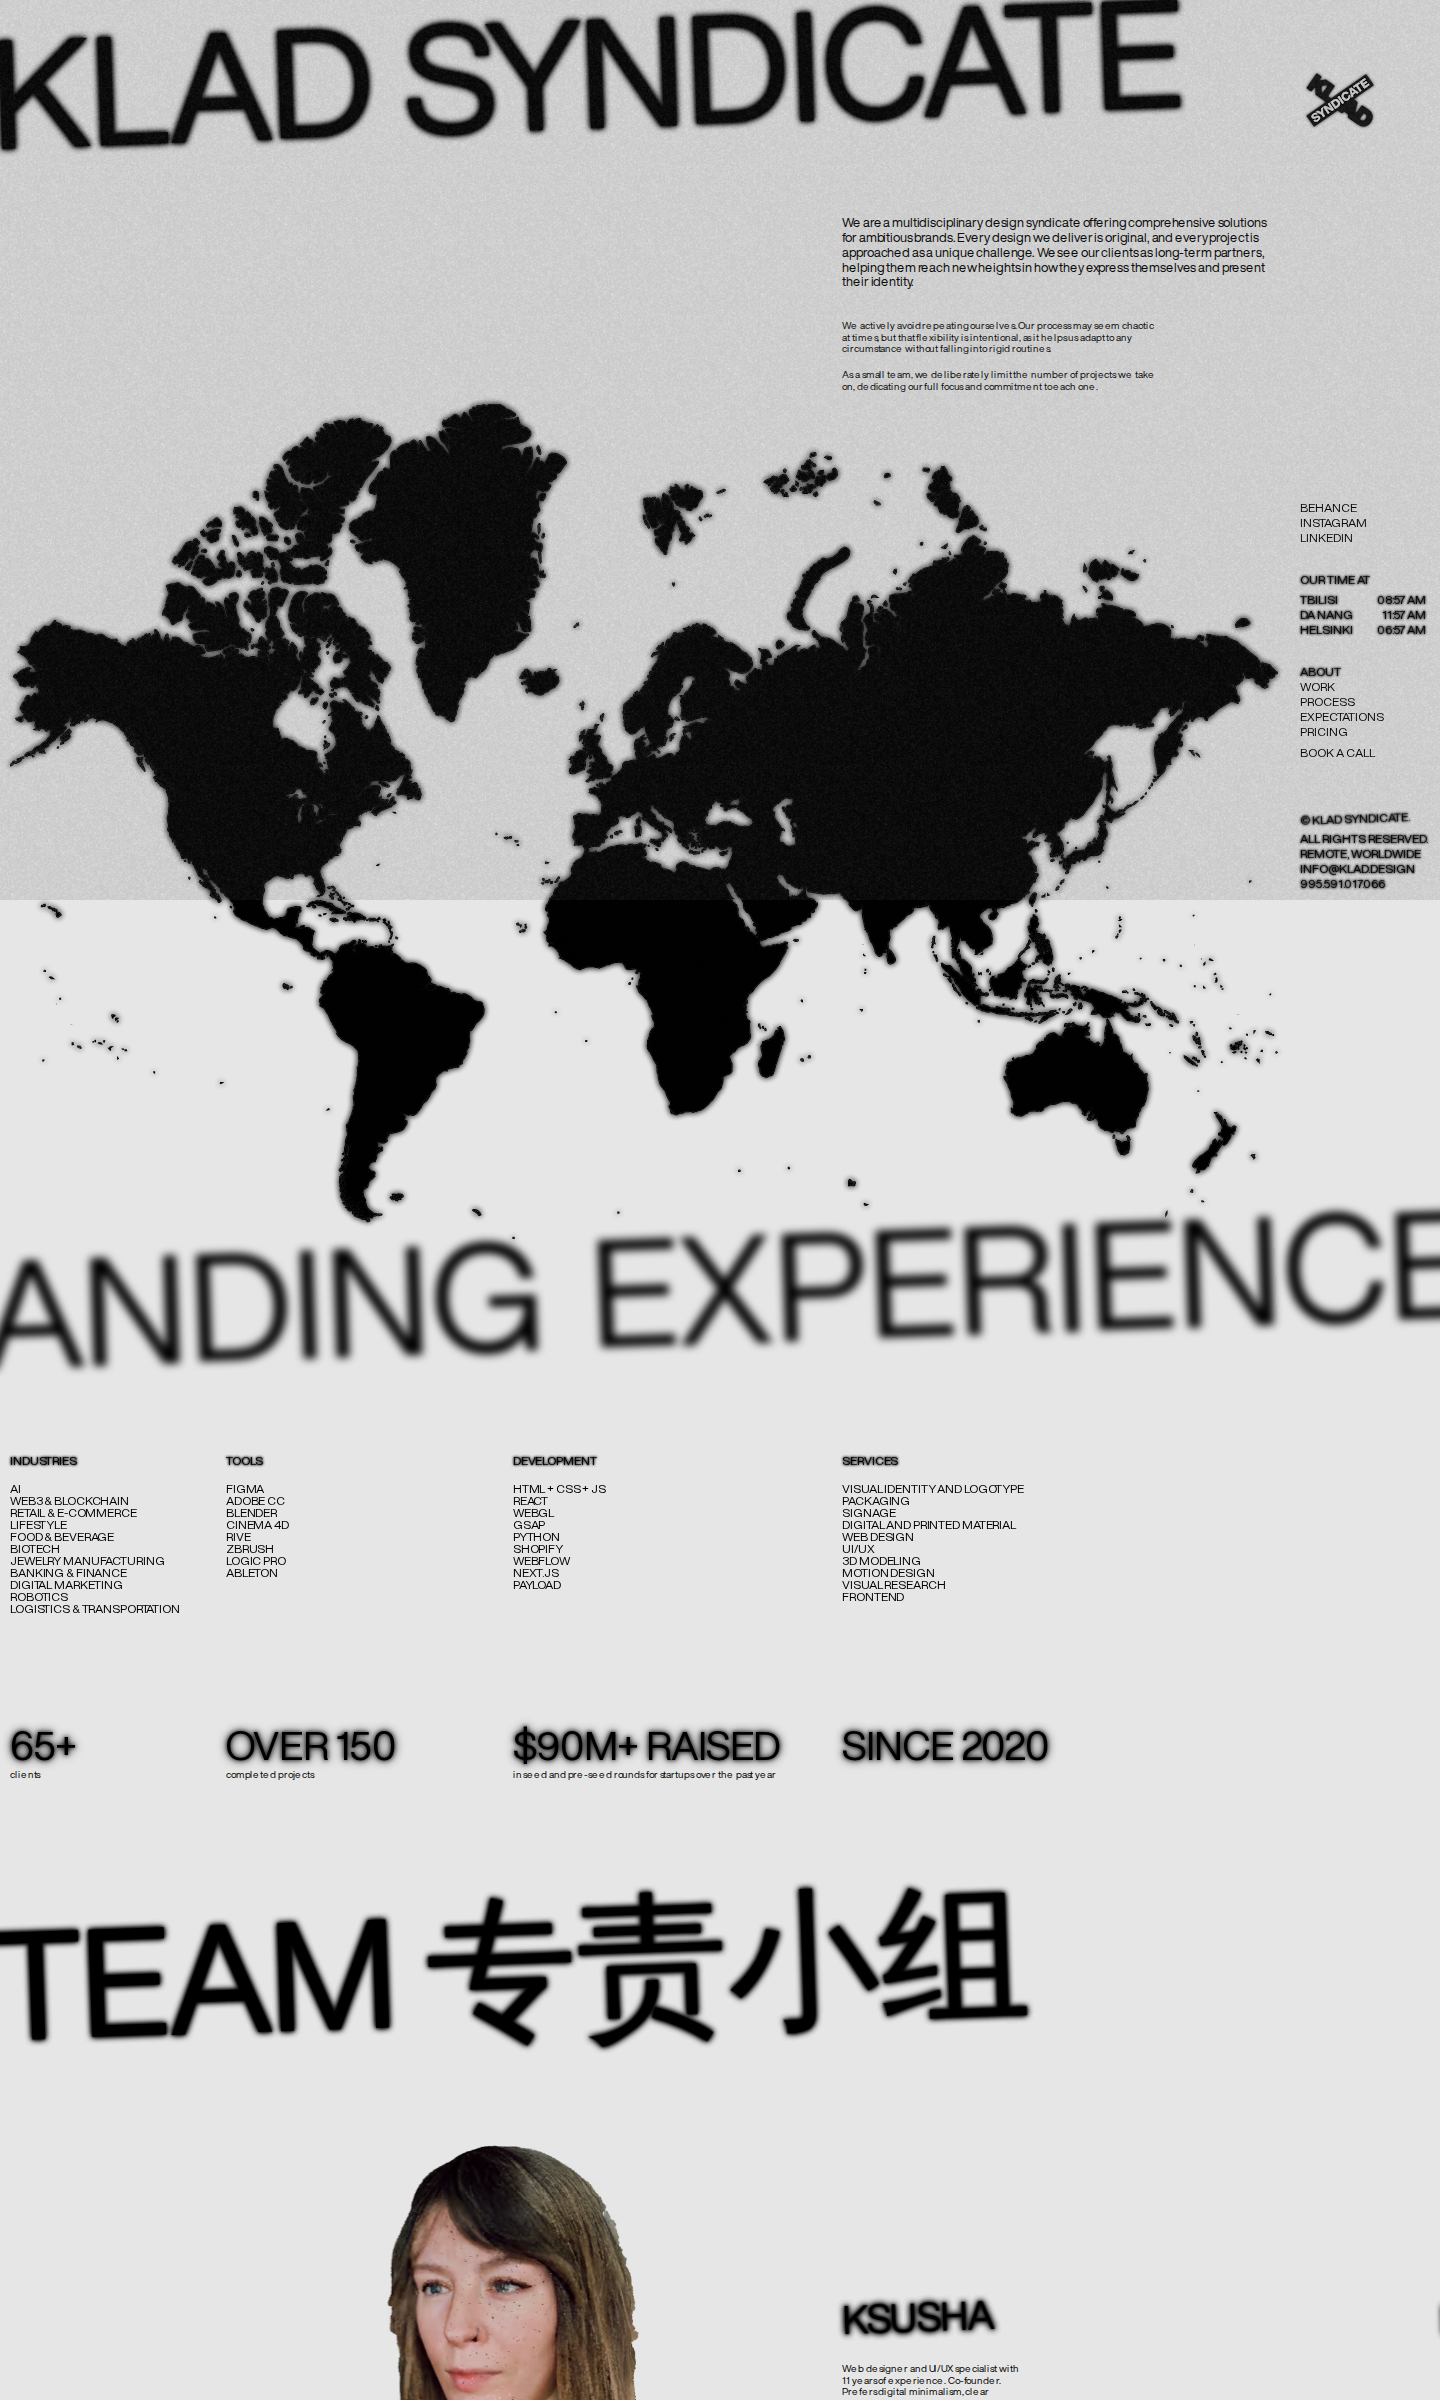 KLAD SYNDICATE
KLAD
SYNDICATE
We are a multidisciplinary design syndicate offering comprehensive solutions
for ambitious brands. Every design we deliver is original, and every project is
approached as a unique challenge. We see our clients as long-term partners,
helping them reach new heights in how they express themselves and present
their identity.
We actively avoid repeating ourselves. Our process may seem chaotic
at times, but that flexibility is intentional, as it helps us adapt to any
circumstance without falling into rigid routines.
As a small team, we deliberately limit the number of projects we take
on, dedicating our full focus and commitment to each one.
BEHANCE
INSTAGRAM
LINKEDIN
OUR TIME AT
TBILISI 08:57 AM
DA NANG 11:57 AM
HELSINKI 06:57 AM
ABOUT
WORK
PROCESS
EXPECTATIONS
PRICING
BOOK A CALL
© KLAD SYNDICATE.
ALL RIGHTS RESERVED.
REMOTE, WORLDWIDE
INFO@KLAD.DESIGN
995.591.017.066
ANDING EXPERIENCE
INDUSTRIES
AI
WEB3 & BLOCKCHAIN
RETAIL & E-COMMERCE
LIFESTYLE
FOOD & BEVERAGE
BIOTECH
JEWELRY MANUFACTURING
BANKING & FINANCE
DIGITAL MARKETING
ROBOTICS
LOGISTICS & TRANSPORTATION
TOOLS
FIGMA
ADOBE CC
BLENDER
CINEMA 4D
RIVE
ZBRUSH
LOGIC PRO
ABLETON
DEVELOPMENT
HTML + CSS + JS
REACT
WEBGL
GSAP
PYTHON
SHOPIFY
WEBFLOW
NEXT.JS
PAYLOAD
SERVICES
VISUAL IDENTITY AND LOGOTYPE
PACKAGING
SIGNAGE
DIGITAL AND PRINTED MATERIAL
WEB DESIGN
UI/UX
3D MODELING
MOTION DESIGN
VISUAL RESEARCH
FRONTEND
65+
clients
OVER 150
completed projects
$90M+ RAISED
in seed and pre-seed rounds for startups over the past year
SINCE 2020
TEAM 专责小组
KSUSHA
Web designer and UI/UX specialist with
11 years of experience. Co-founder.
Prefers digital minimalism, clear